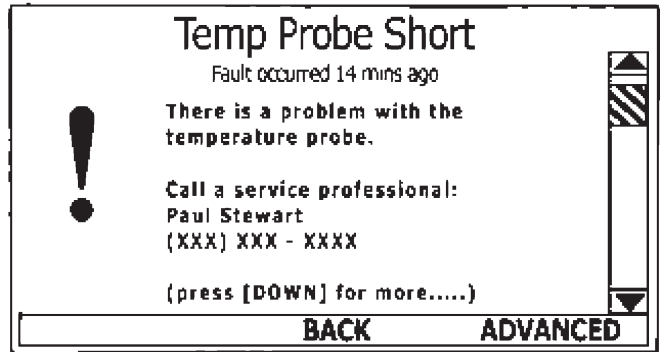 Temp Probe Short
Fault occurred 14 mins ago
There is a problem with the
temperature probe.
Call a service professional:
Paul Stewart
(XXX) XXX - XXXX
(press [DOWN] for more.....)
BACK ADVANCED